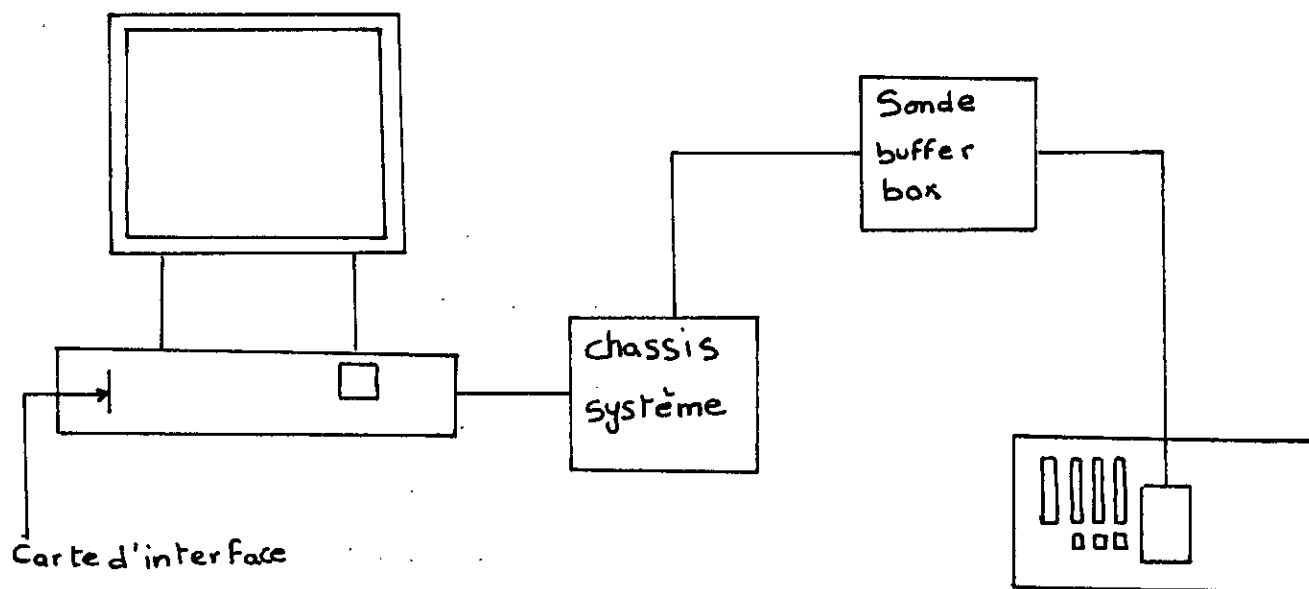 Sonde
buffer
box
chassis
système
Carte d'interface